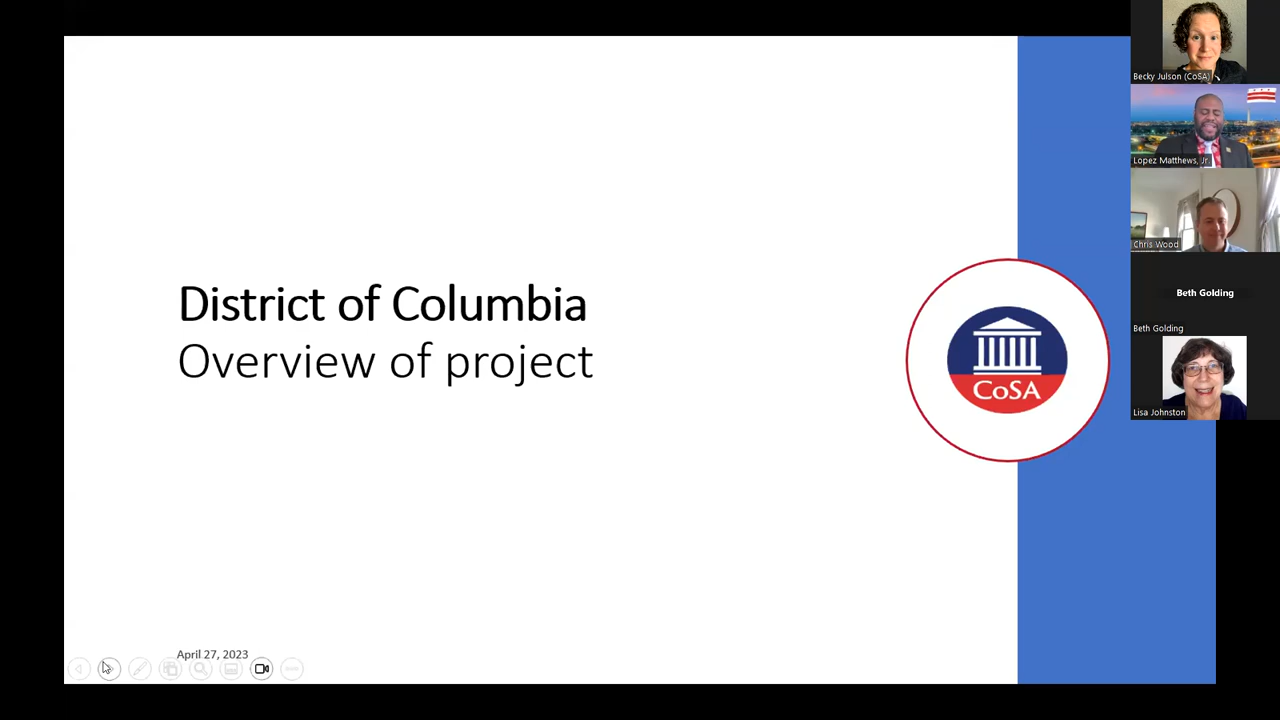 District of Columbia
Overview of project
CoSA
April 27, 2023
Becky Julson (CoSA)
Lopez Matthews, Jr.
Chris Wood
Beth Golding
Beth Golding
Lisa Johnston